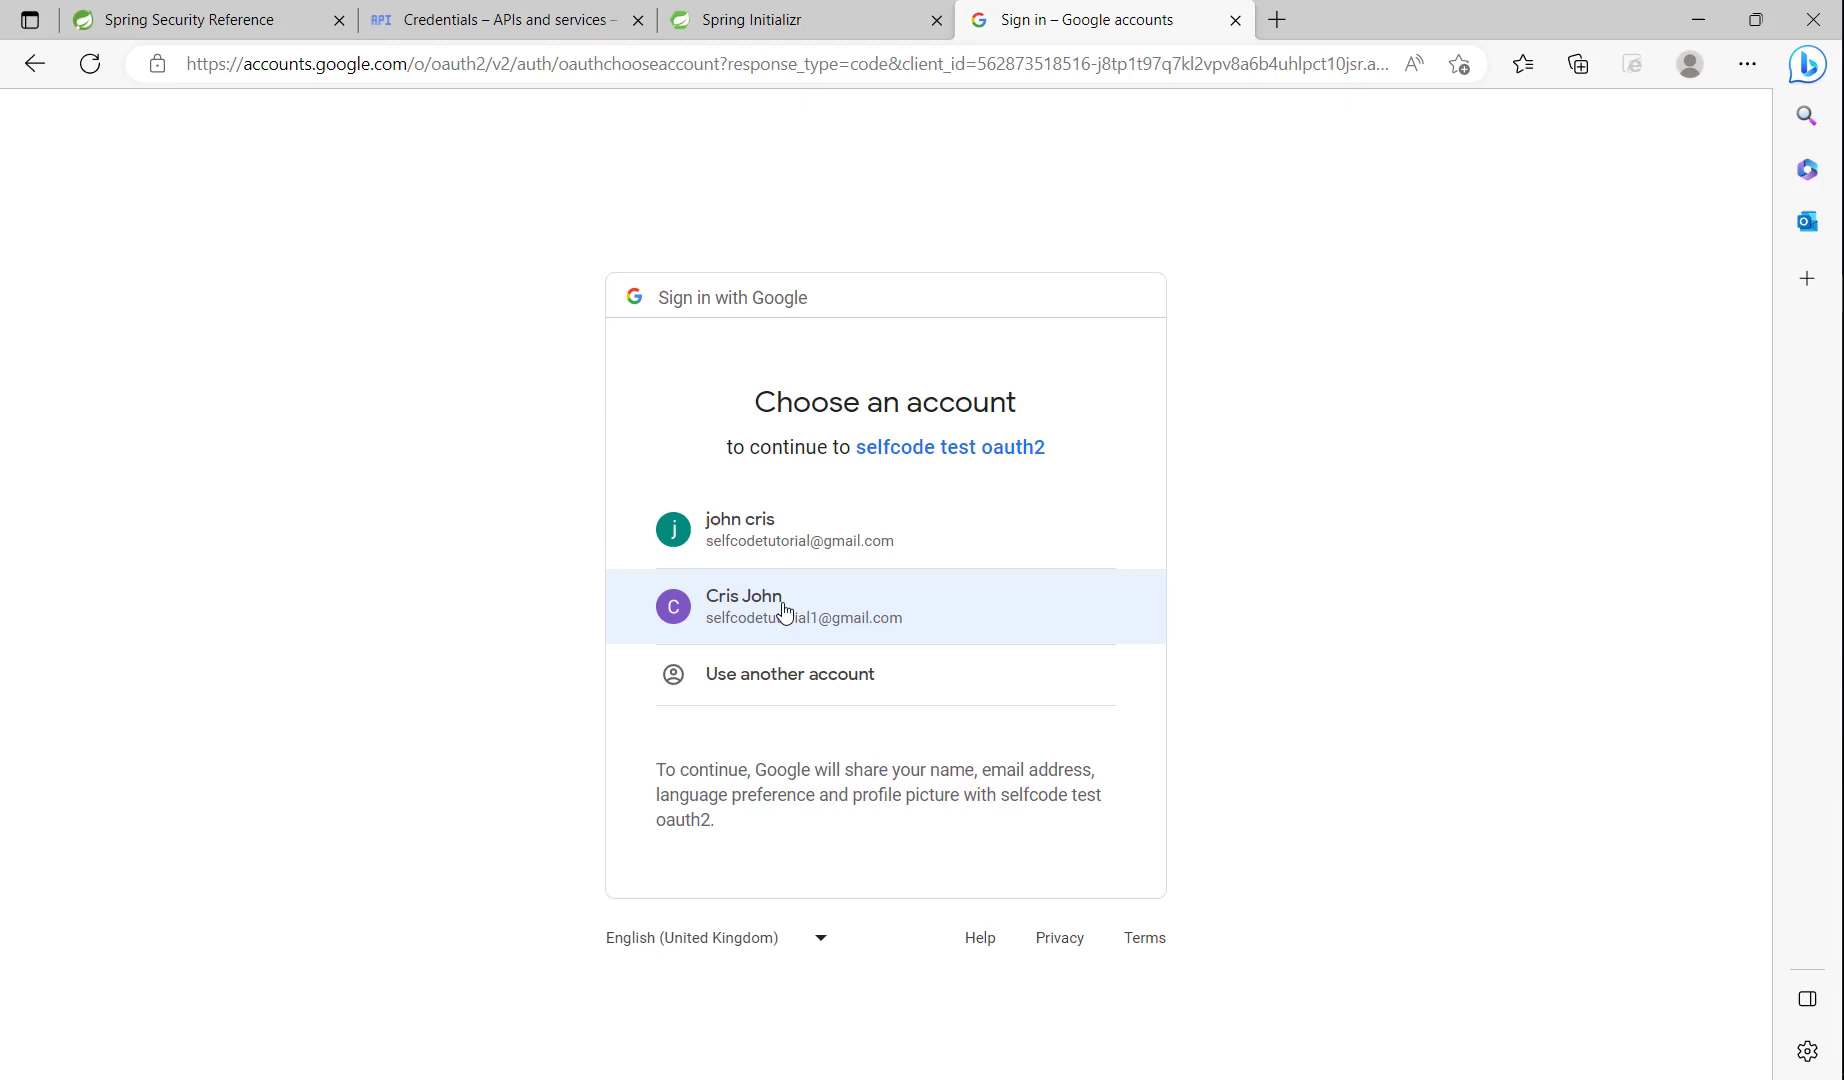 Spring Security Reference
API Credentials – APIs and services –
Spring Initializr
Sign in – Google accounts
https://accounts.google.com/o/oauth2/v2/auth/oauthchooseaccount?response_type=code&client_id=562873518516-j8tp1t97q7kl2vpv8a6b4uhlpct10jsr.a...
Sign in with Google
Choose an account
to continue to selfcode test oauth2
j
john cris
selfcodetutorial@gmail.com
C
Cris John
Use another account
To continue, Google will share your name, email address,
language preference and profile picture with selfcode test
oauth2.
English (United Kingdom)
Help
Privacy
Terms